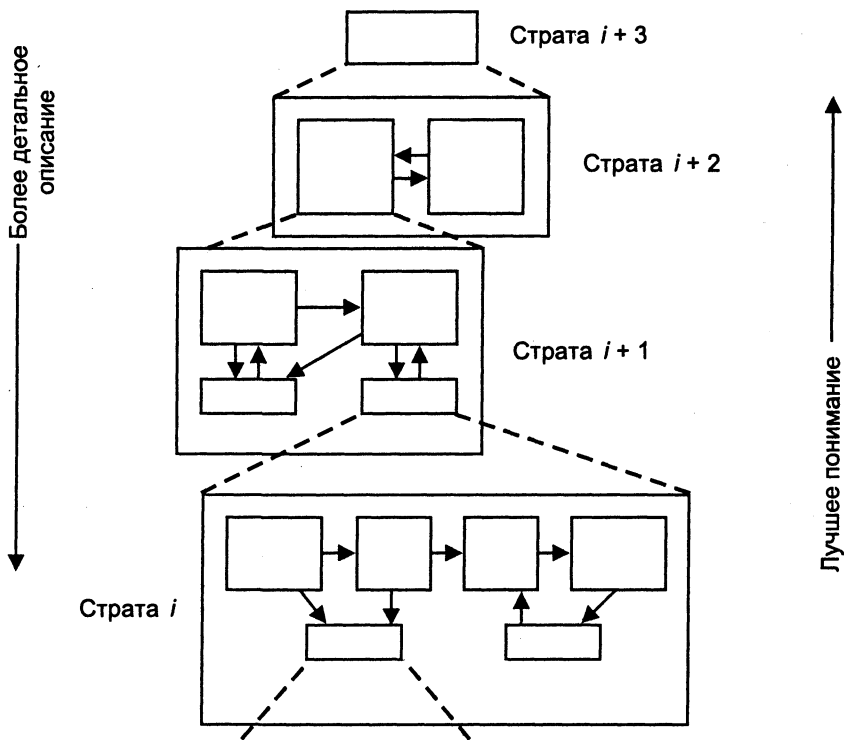 Страта i + 3
Более детальное
описание
Страта i + 2
Страта i + 1
Лучшее понимание
Страта i